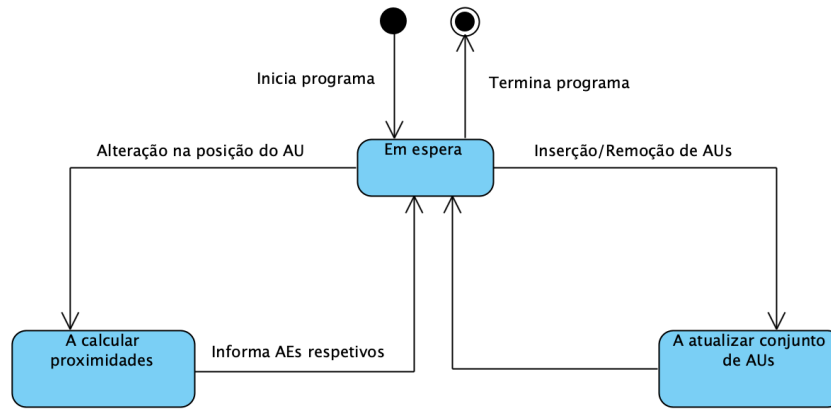 Inicia programa
Termina programa
Em espera
Alteração na posição do AU
Inserção/Remoção de AUs
A calcular
proximidades
Informa AEs respetivos
A atualizar conjunto
de AUs